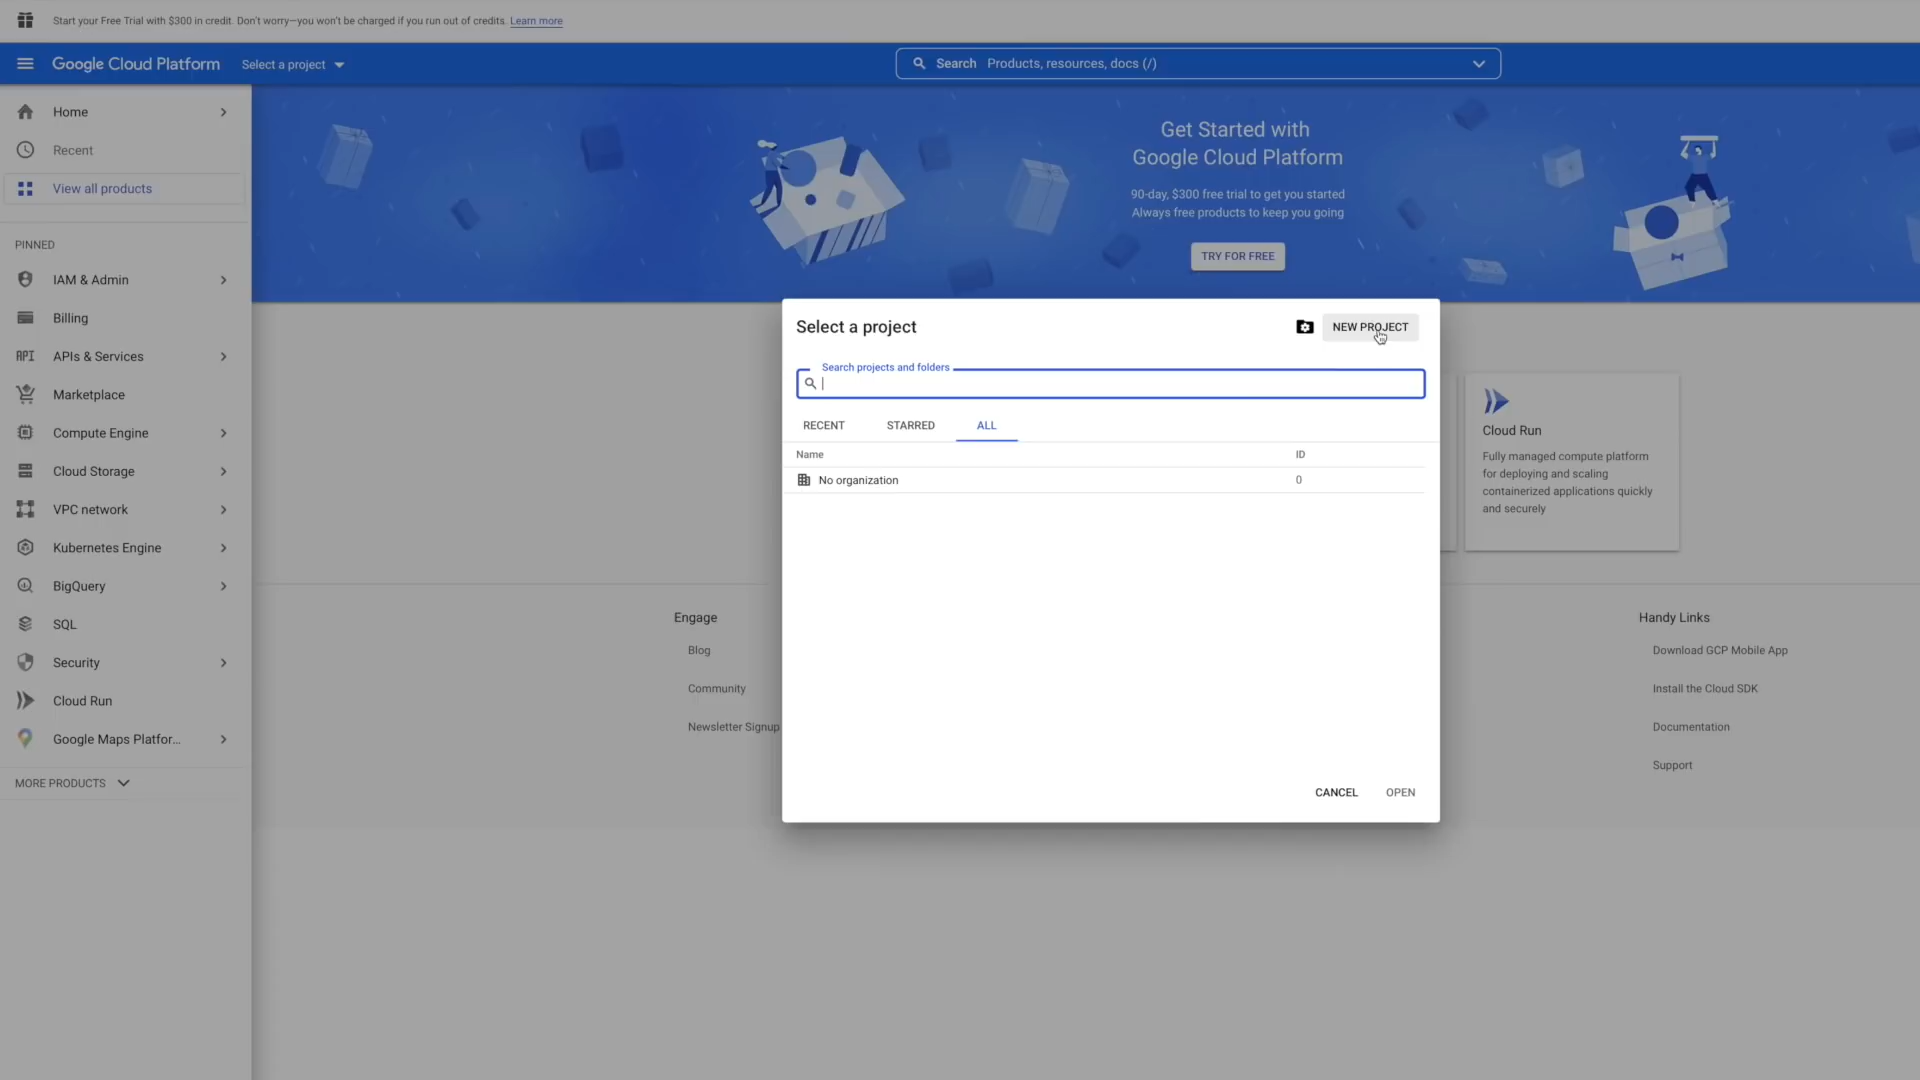 Start your Free Trial with $300 in credit. Don't worry—you won't be charged if you run out of credits. Learn more
Google Cloud Platform
Select a project
Search Products, resources, docs (/)
Home
Recent
View all products
PINNED
IAM & Admin
Billing
API APIs & Services
Marketplace
Compute Engine
Cloud Storage
VPC network
Kubernetes Engine
BigQuery
SQL
Security
Cloud Run
Google Maps Platfor...
MORE PRODUCTS
Get Started with
Google Cloud Platform
90-day, $300 free trial to get you started
Always free products to keep you going
TRY FOR FREE
Select a project
NEW PROJECT
Search projects and folders
RECENT STARRED ALL
Name ID
No organization 0
CANCEL OPEN
Cloud Run
Fully managed compute platform
for deploying and scaling
containerized applications quickly
and securely
Engage
Blog
Community
Newsletter Signup
Handy Links
Download GCP Mobile App
Install the Cloud SDK
Documentation
Support